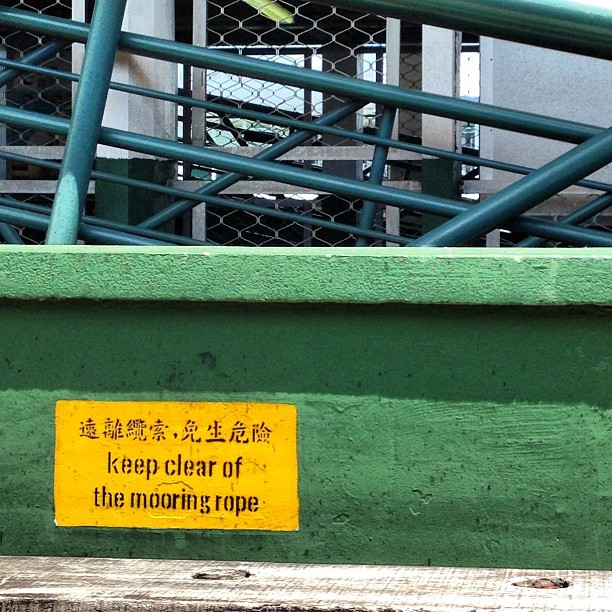 遠離纜索，免生危險
keep clear of
the mooring rope